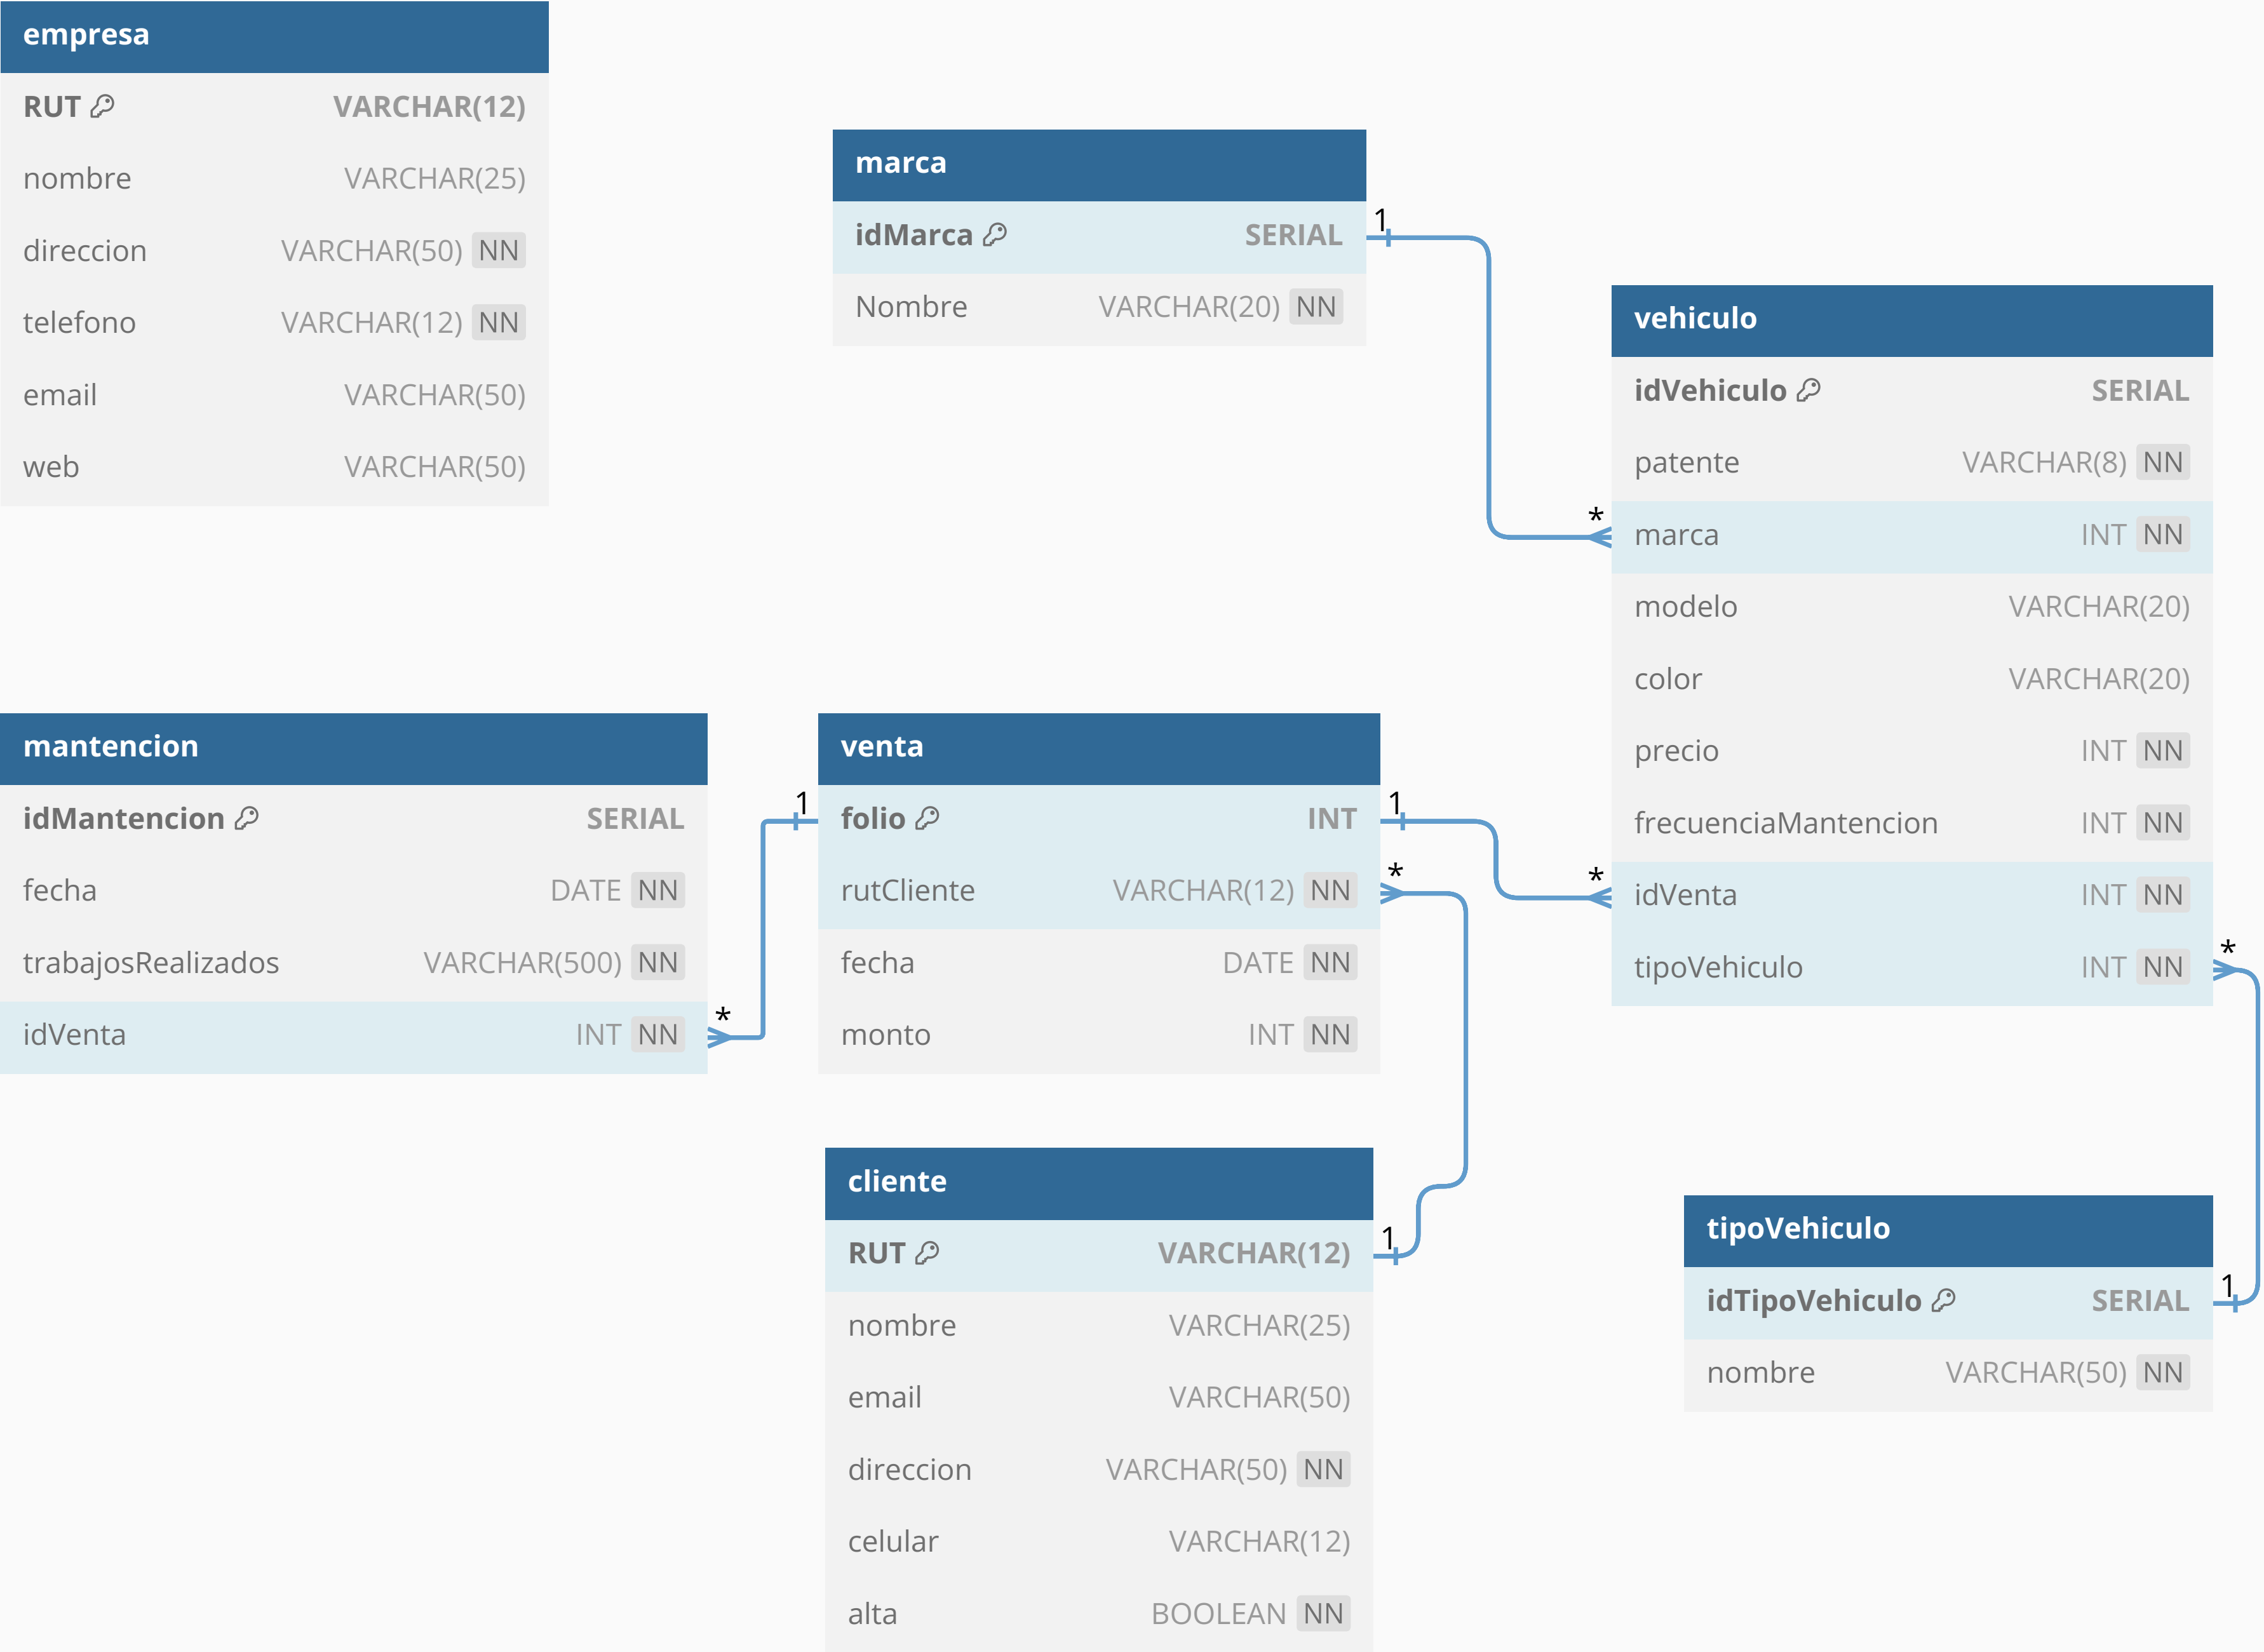 empresa
RUT VARCHAR(12)
nombre VARCHAR(25)
direccion VARCHAR(50) NN
telefono VARCHAR(12) NN
email VARCHAR(50)
web VARCHAR(50)
marca
idMarca SERIAL
Nombre VARCHAR(20) NN
1
*
vehiculo
idVehiculo SERIAL
patente VARCHAR(8) NN
marca INT NN
modelo VARCHAR(20)
color VARCHAR(20)
precio INT NN
frecuenciaMantencion INT NN
idVenta INT NN
tipoVehiculo INT NN
mantencion
idMantencion SERIAL
fecha DATE NN
trabajosRealizados VARCHAR(500) NN
idVenta INT NN
*
1
venta
folio INT
rutCliente VARCHAR(12) NN
fecha DATE NN
monto INT NN
1
*
*
*
cliente
RUT VARCHAR(12)
nombre VARCHAR(25)
email VARCHAR(50)
direccion VARCHAR(50) NN
celular VARCHAR(12)
alta BOOLEAN NN
1
tipoVehiculo
idTipoVehiculo SERIAL
nombre VARCHAR(50) NN
1